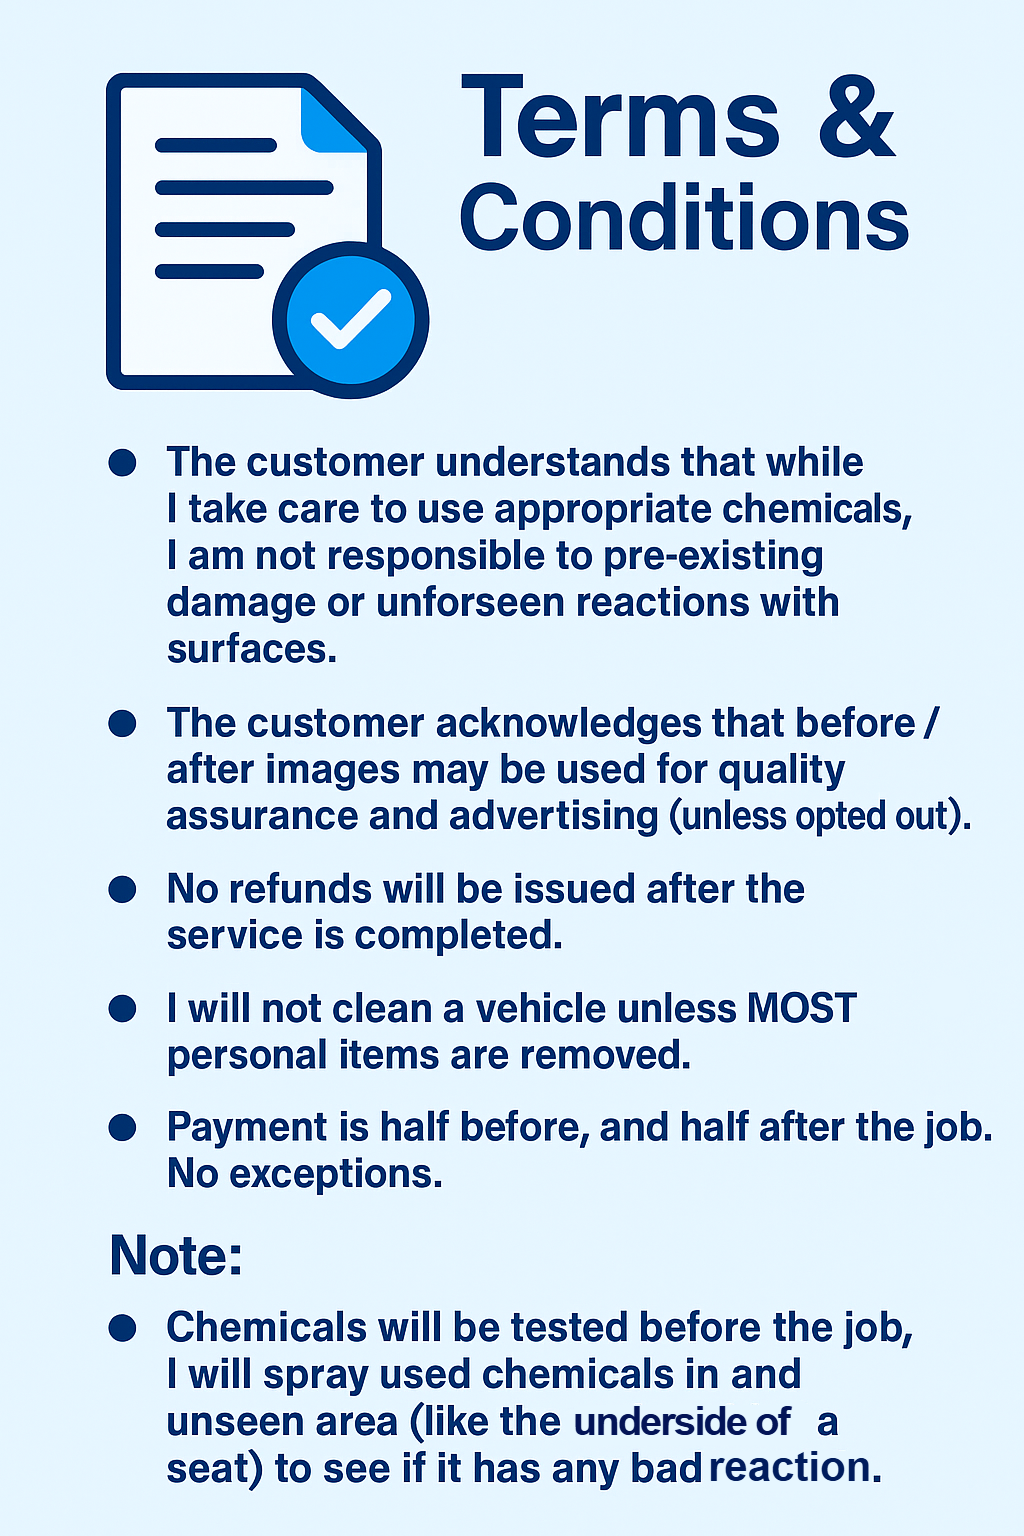 Terms &
Conditions
● The customer understands that while
I take care to use appropriate chemicals,
I am not responsible to pre-existing
damage or unforseen reactions with
surfaces.
● The customer acknowledges that before /
after images may be used for quality
assurance and advertising (unless opted out).
● No refunds will be issued after the
service is completed.
● I will not clean a vehicle unless MOST
personal items are removed.
● Payment is half before, and half after the job.
No exceptions.
Note:
● Chemicals will be tested before the job,
I will spray used chemicals in and
unseen area (like the underside of a
seat) to see if it has any bad reaction.